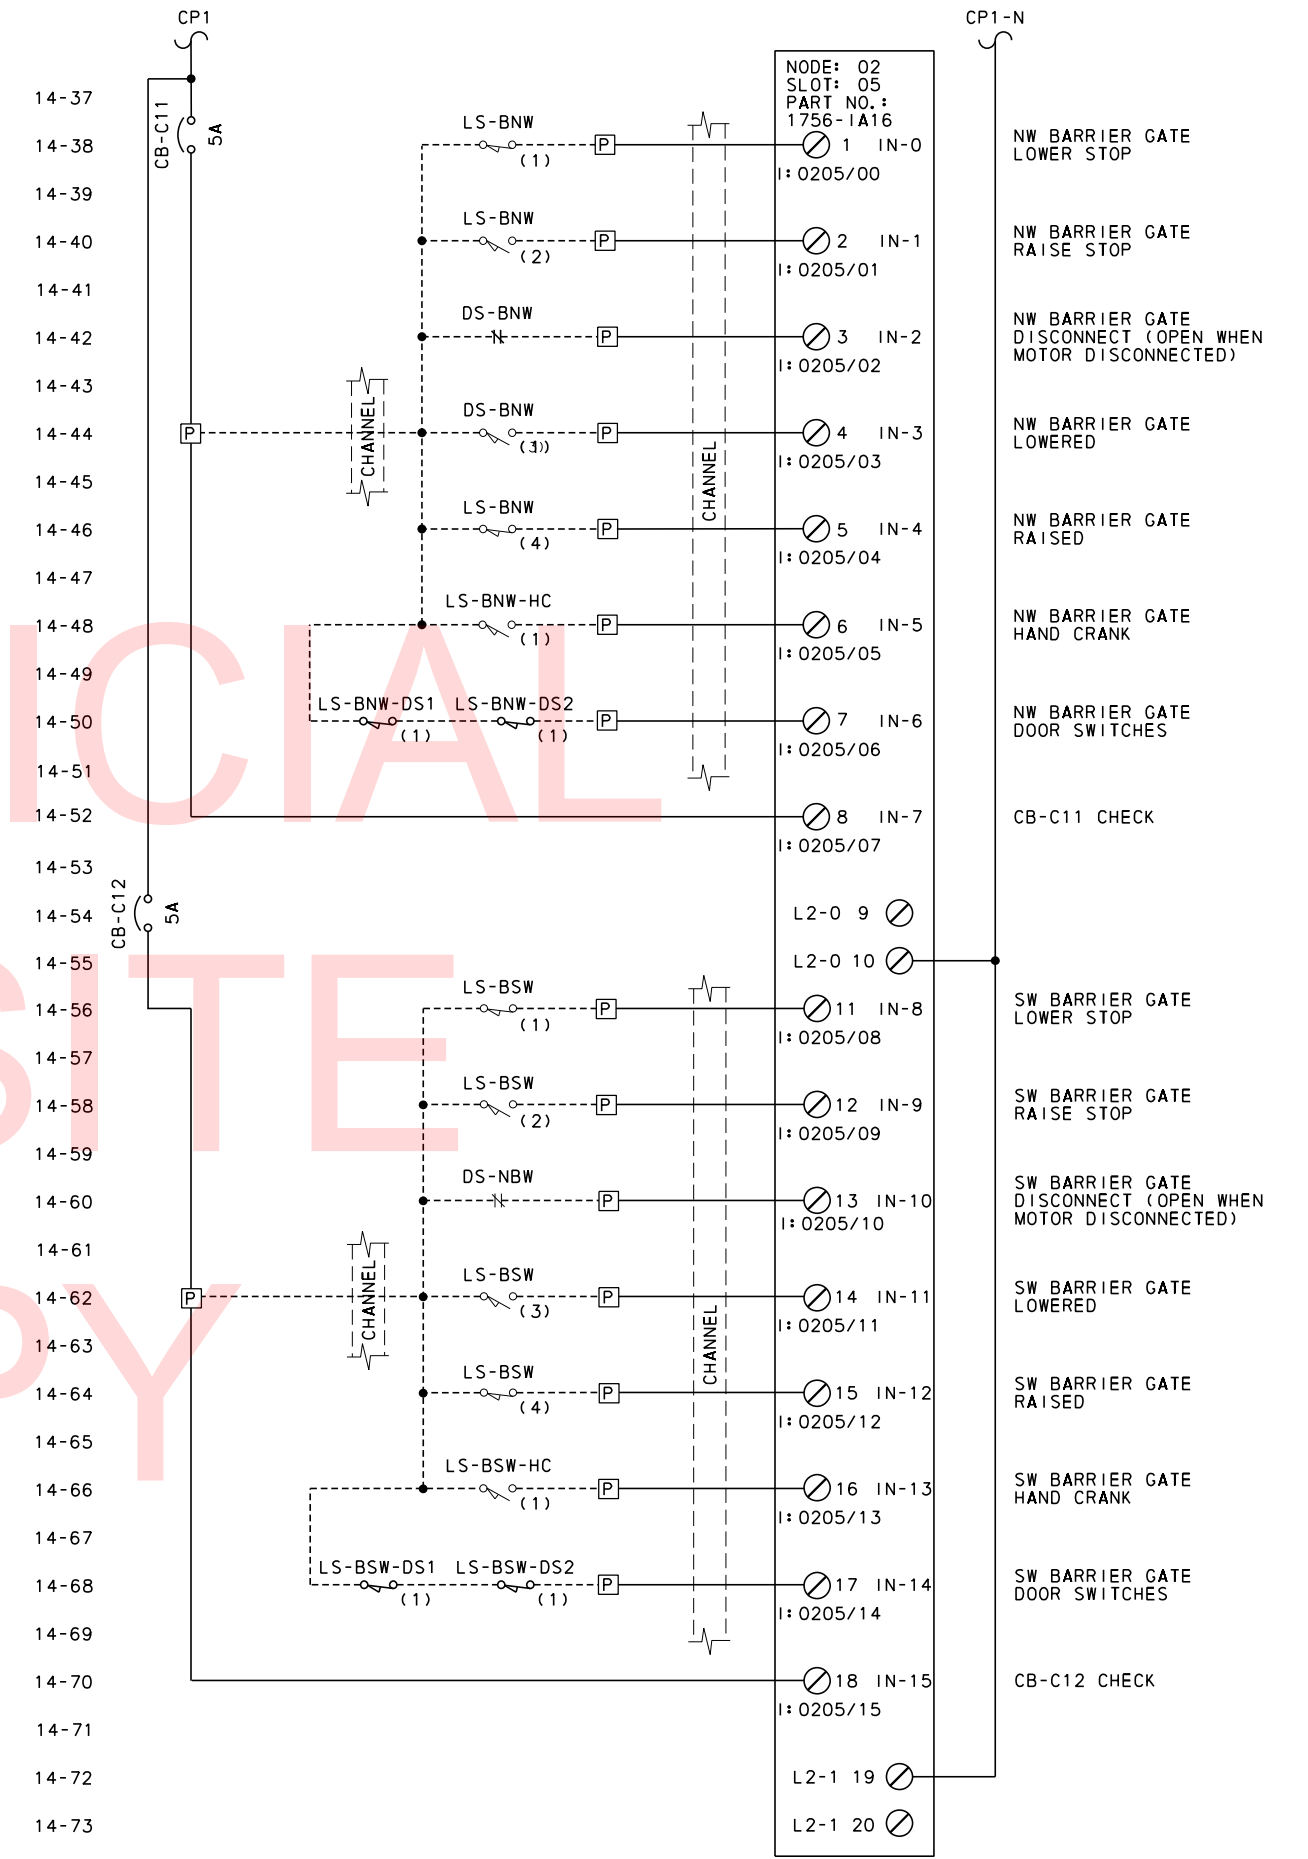 CP1
CP1-N
NODE: 02
SLOT: 05
PART NO.:
1756-IA16
14-37
CB-C11
5A
14-38
LS-BNW
(1)
P
1 IN-0
I:0205/00
NW BARRIER GATE
LOWER STOP
14-39
14-40
LS-BNW
(2)
P
2 IN-1
I:0205/01
NW BARRIER GATE
RAISE STOP
14-41
14-42
DS-BNW
P
3 IN-2
I:0205/02
NW BARRIER GATE
DISCONNECT (OPEN WHEN
MOTOR DISCONNECTED)
14-43
14-44
P
CHANNEL
DS-BNW
P
CHANNEL
4 IN-3
I:0205/03
NW BARRIER GATE
LOWERED
14-45
14-46
LS-BNW
(4)
P
5 IN-4
I:0205/04
NW BARRIER GATE
RAISED
14-47
14-48
LS-BNW-HC
(1)
P
6 IN-5
I:0205/05
NW BARRIER GATE
HAND CRANK
14-49
14-50
LS-BNW-DS1
(1)
LS-BNW-DS2
(1)
P
7 IN-6
I:0205/06
NW BARRIER GATE
DOOR SWITCHES
14-51
14-52
8 IN-7
I:0205/07
CB-C11 CHECK
14-53
14-54
CB-C12
5A
L2-0 9
14-55
L2-0 10
14-56
LS-BSW
(1)
P
11 IN-8
I:0205/08
SW BARRIER GATE
LOWER STOP
14-57
14-58
LS-BSW
(2)
P
12 IN-9
I:0205/09
SW BARRIER GATE
RAISE STOP
14-59
14-60
DS-NBW
P
13 IN-10
I:0205/10
SW BARRIER GATE
DISCONNECT (OPEN WHEN
MOTOR DISCONNECTED)
14-61
14-62
P
CHANNEL
LS-BSW
(3)
P
CHANNEL
14 IN-11
I:0205/11
SW BARRIER GATE
LOWERED
14-63
14-64
LS-BSW
(4)
P
15 IN-12
I:0205/12
SW BARRIER GATE
RAISED
14-65
14-66
LS-BSW-HC
(1)
P
16 IN-13
I:0205/13
SW BARRIER GATE
HAND CRANK
14-67
14-68
LS-BSW-DS1
(1)
LS-BSW-DS2
(1)
P
17 IN-14
I:0205/14
SW BARRIER GATE
DOOR SWITCHES
14-69
14-70
18 IN-15
I:0205/15
CB-C12 CHECK
14-71
14-72
L2-1 19
14-73
L2-1 20
ICIAL
SITE
PY